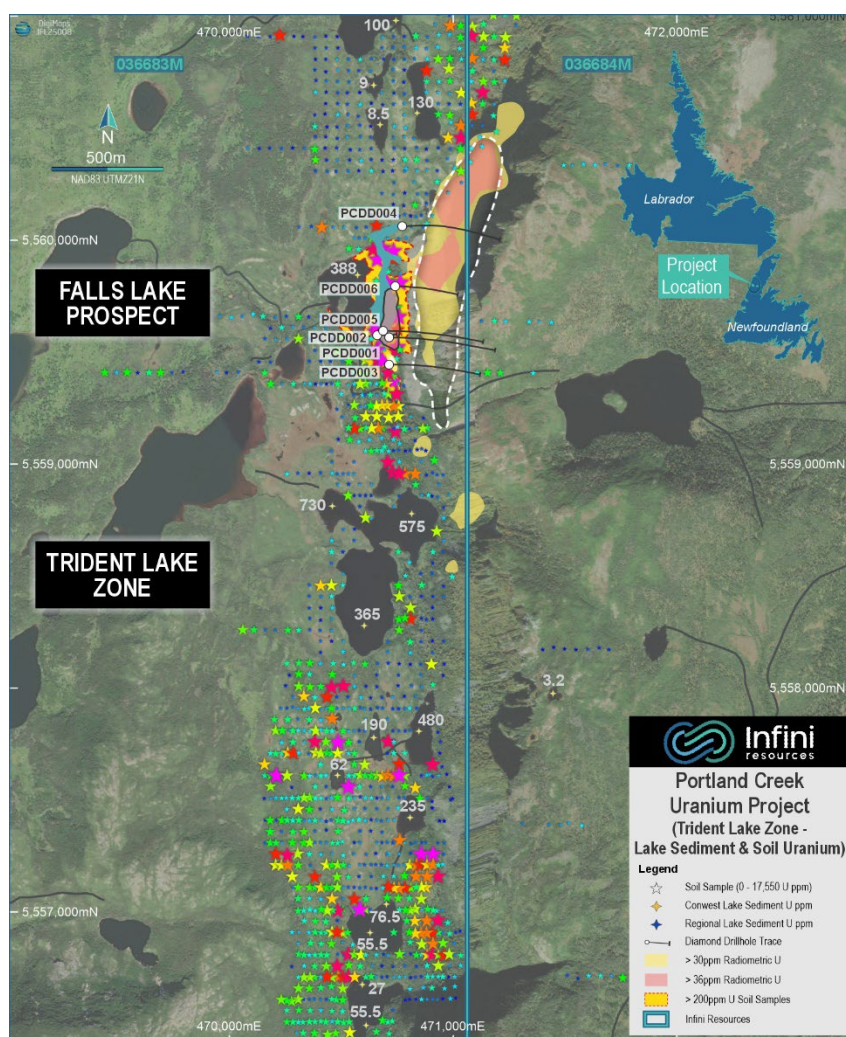 DigiMaps
IFL25008
100
470,000mE
472,000mE
5,561,000mN
036683M
036684M
9
130
8.5
N
500m
NAD83 UTMZ21N
Labrador
PCDD004
5,560,000mN
388
Project
Location
FALLS LAKE
PROSPECT
PCDD006
PCDD005
PCDD002
Newfoundland
PCDD001
PCDD003
5,559,000mN
5,559,000mN
730
575
TRIDENT LAKE
ZONE
365
3.2
5,558,000mN
190
480
62
235
Infini
resources
Portland Creek
Uranium Project
(Trident Lake Zone -
Lake Sediment & Soil Uranium)
Legend
Soil Sample (0 - 17,550 U ppm)
Conwest Lake Sediment U ppm
Regional Lake Sediment U ppm
Diamond Drillhole Trace
> 30ppm Radiometric U
> 36ppm Radiometric U
> 200ppm U Soil Samples
Infini Resources
5,557,000mN
76.5
55.5
27
55.5
470,000mE
471,000mE